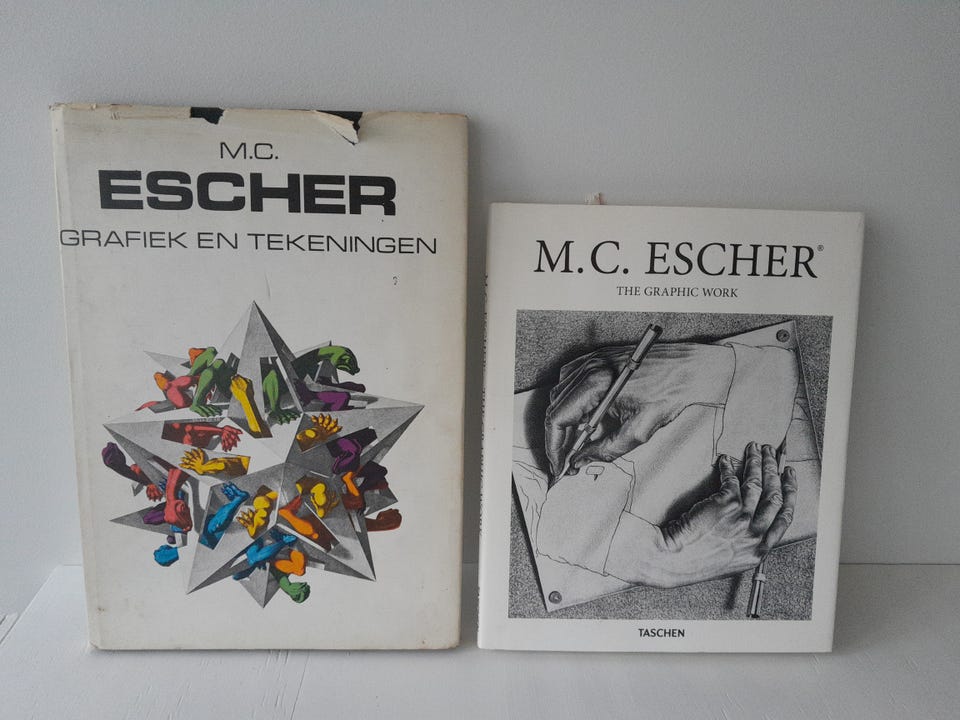 M.C.
ESCHER
GRAFIEK EN TEKENINGEN
M.C. ESCHER®
THE GRAPHIC WORK
TASCHEN